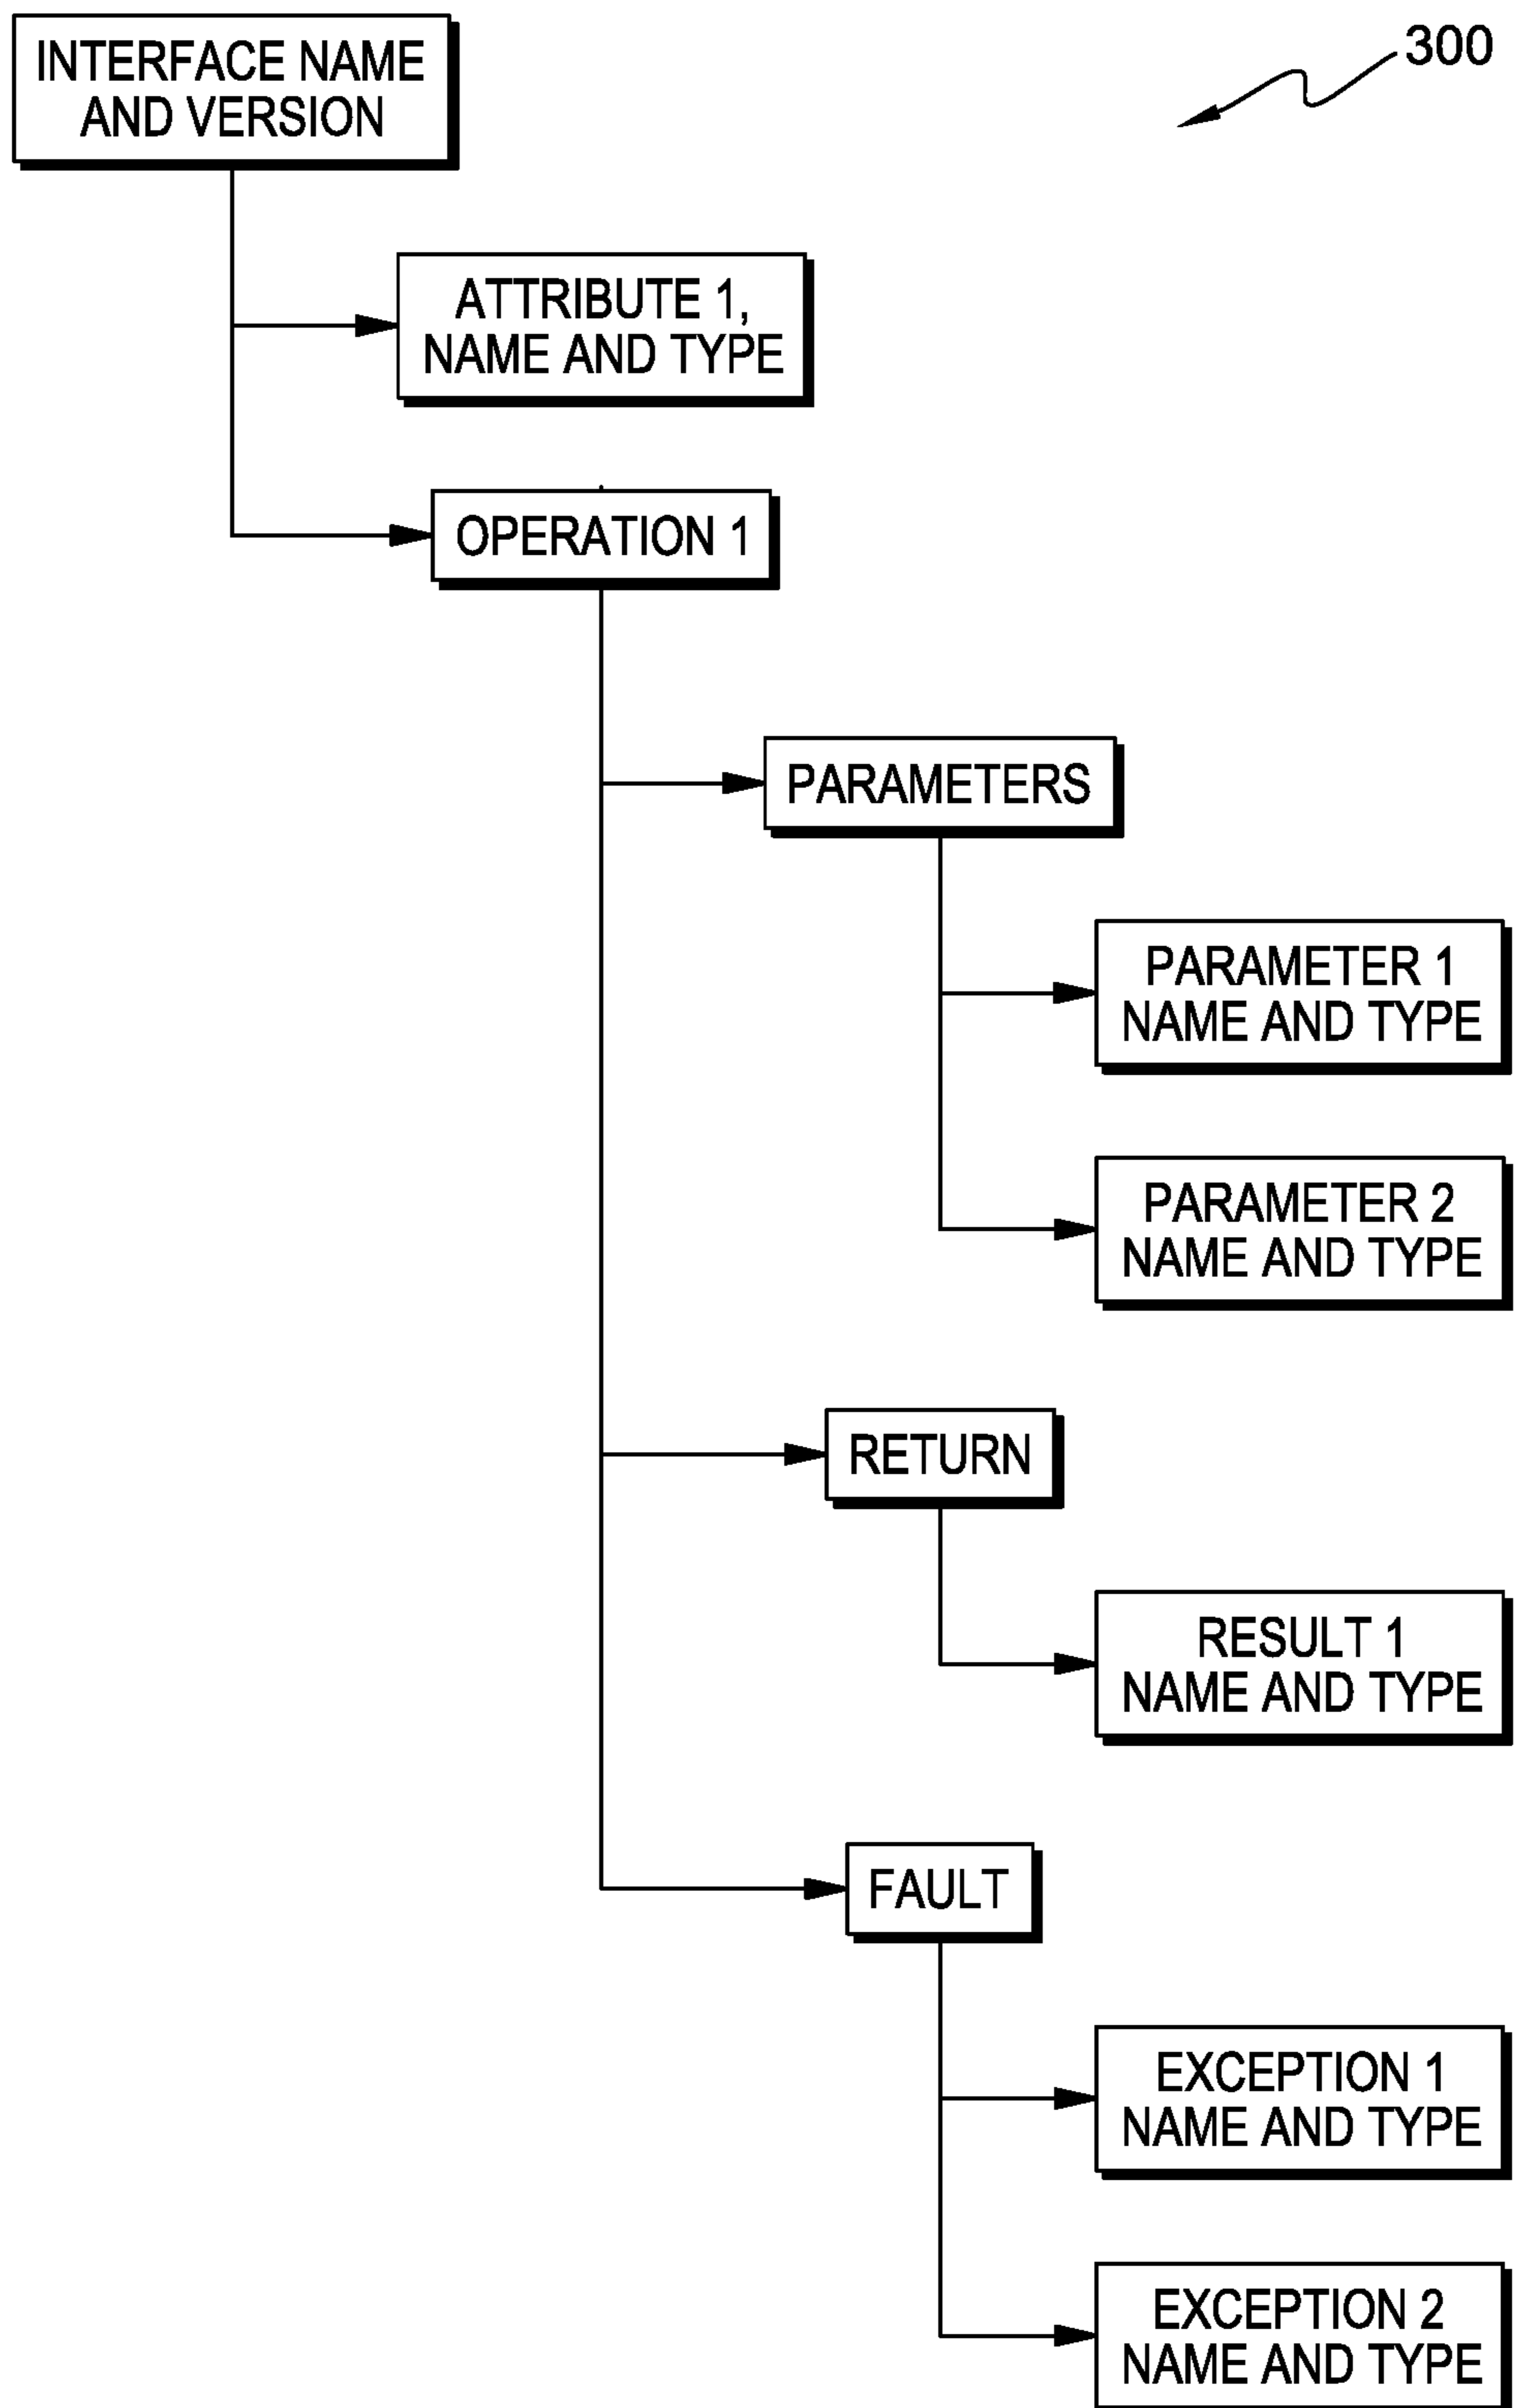 INTERFACE NAME
AND VERSION
300
ATTRIBUTE 1,
NAME AND TYPE
OPERATION 1
PARAMETERS
PARAMETER 1
NAME AND TYPE
PARAMETER 2
NAME AND TYPE
RETURN
RESULT 1
NAME AND TYPE
FAULT
EXCEPTION 1
NAME AND TYPE
EXCEPTION 2
NAME AND TYPE